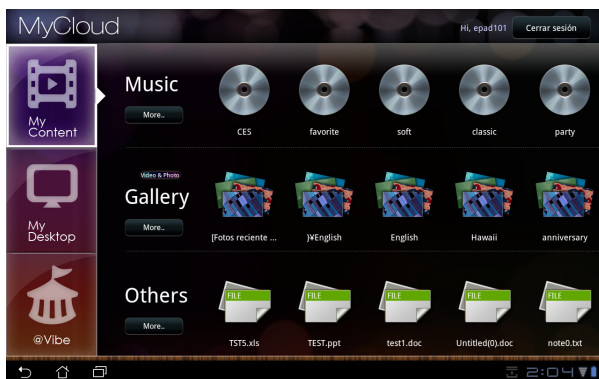 MyCloud
Hi, epad101
Cerrar sesión
My
Content
My
Desktop
@Vibe
Music
More..
CES
favorite
soft
classic
party
Video & Photo
Gallery
More..
[Fotos reciente ...
)¥English
English
Hawaii
anniversary
Others
More..
FILE
FILE
FILE
FILE
FILE
TST5.xls
TEST.ppt
test1.doc
Untitled(0).doc
note0.txt
2:04